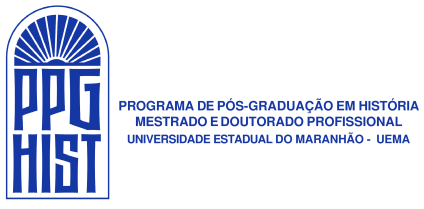 PPG
HIST
PROGRAMA DE PÓS-GRADUAÇÃO EM HISTÓRIA
MESTRADO E DOUTORADO PROFISSIONAL
UNIVERSIDADE ESTADUAL DO MARANHÃO - UEMA